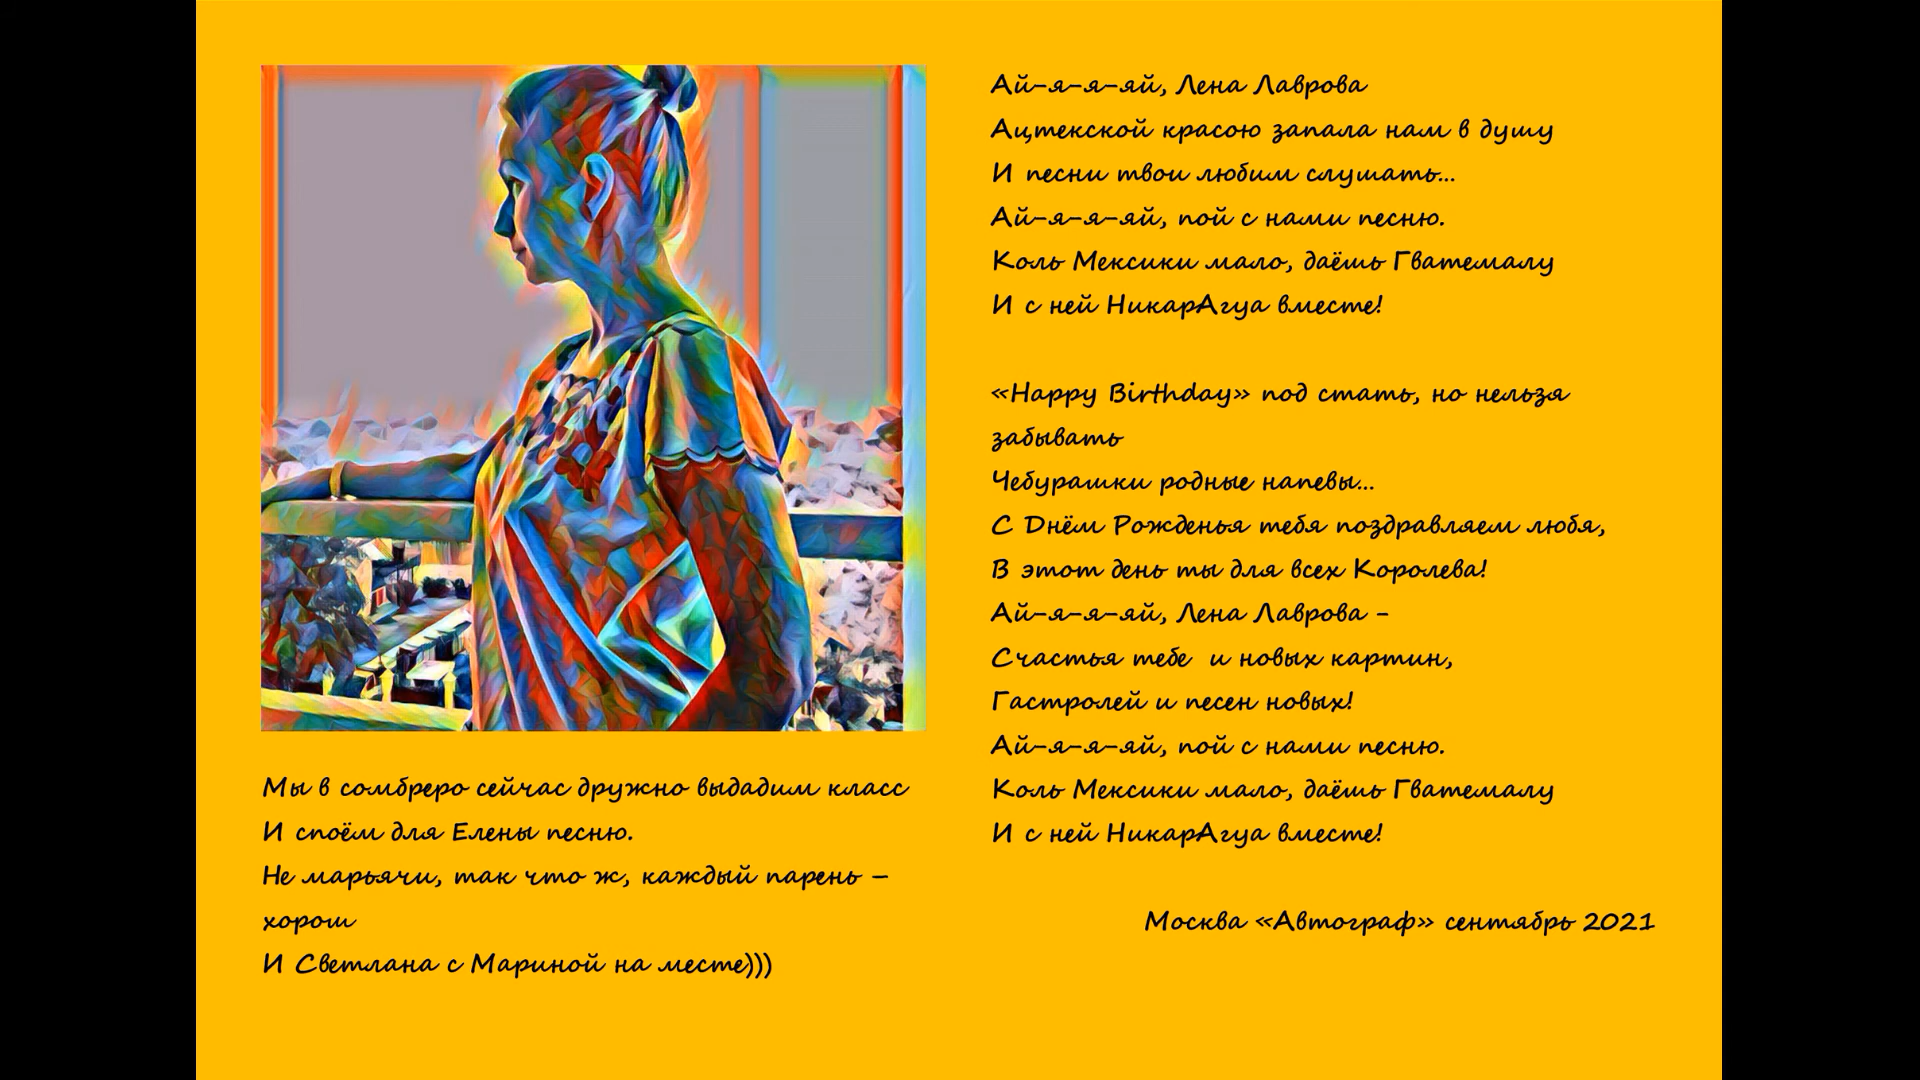 Мы в сомбреро сейчас дружно выдадим класс
И споём для Елены песню.
Не марьячи, так что ж, каждый парень –
хорош
И Светлана с Мариной на месте)))
Ай-я-я-яй, Лена Лаврова
Ацтекской красою запала нам в душу
И песни твои любим слушать...
Ай-я-я-яй, пой с нами песню.
Коль Мексики мало, даёшь Гватемалу
И с ней НикарАгуа вместе!
«Happy Birthday» под стать, но нельзя
забывать
Чебурашки родные напевы...
С Днём Рожденья тебя поздравляем любя,
В этот день ты для всех Королева!
Ай-я-я-яй, Лена Лаврова -
Счастья тебе  и новых картин,
Гастролей и песен новых!
Ай-я-я-яй, пой с нами песню.
Коль Мексики мало, даёшь Гватемалу
И с ней НикарАгуа вместе!
Москва «Автограф» сентябрь 2021